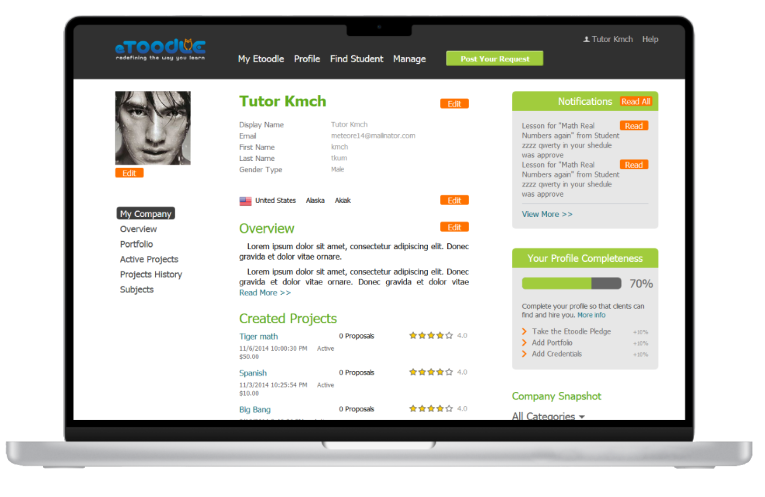 eTOODLE
redefining the way you learn
My Etoodle Profile Find Student Manage
Post Your Request
Tutor Kmch Help
Edit
My Company
Overview
Portfolio
Active Projects
Projects History
Subjects
Tutor Kmch
Edit
Display Name Tutor Kmch
Email meteore14@mailinator.com
First Name kmch
Last Name tkum
Gender Type Male
United States Alaska Akiak
Edit
Overview
Edit
Lorem ipsum dolor sit amet, consectetur adipiscing elit. Donec
gravida et dolor vitae ornare.
Lorem ipsum dolor sit amet, consectetur adipiscing elit. Donec
gravida et dolor vitae ornare. Donec gravida et dolor vitae
Read More >>
Created Projects
Tiger math 0 Proposals 4.0
11/6/2014 10:00:30 PM Active
$50.00
Spanish 0 Proposals 4.0
11/3/2014 10:25:54 PM Active
$10.00
Big Bang 0 Proposals 4.0
Notifications Read All
Lesson for "Math Real
Numbers again" from Student
zzzz qwerty in your shedule
was approve
Read
Lesson for "Math Real
Numbers again" from Student
zzzz qwerty in your shedule
was approve
Read
View More >>
Your Profile Completeness
70%
Complete your profile so that clients can
find and hire you. More info
Take the Etoodle Pledge +10%
Add Portfolio +10%
Add Credentials +10%
Company Snapshot
All Categories